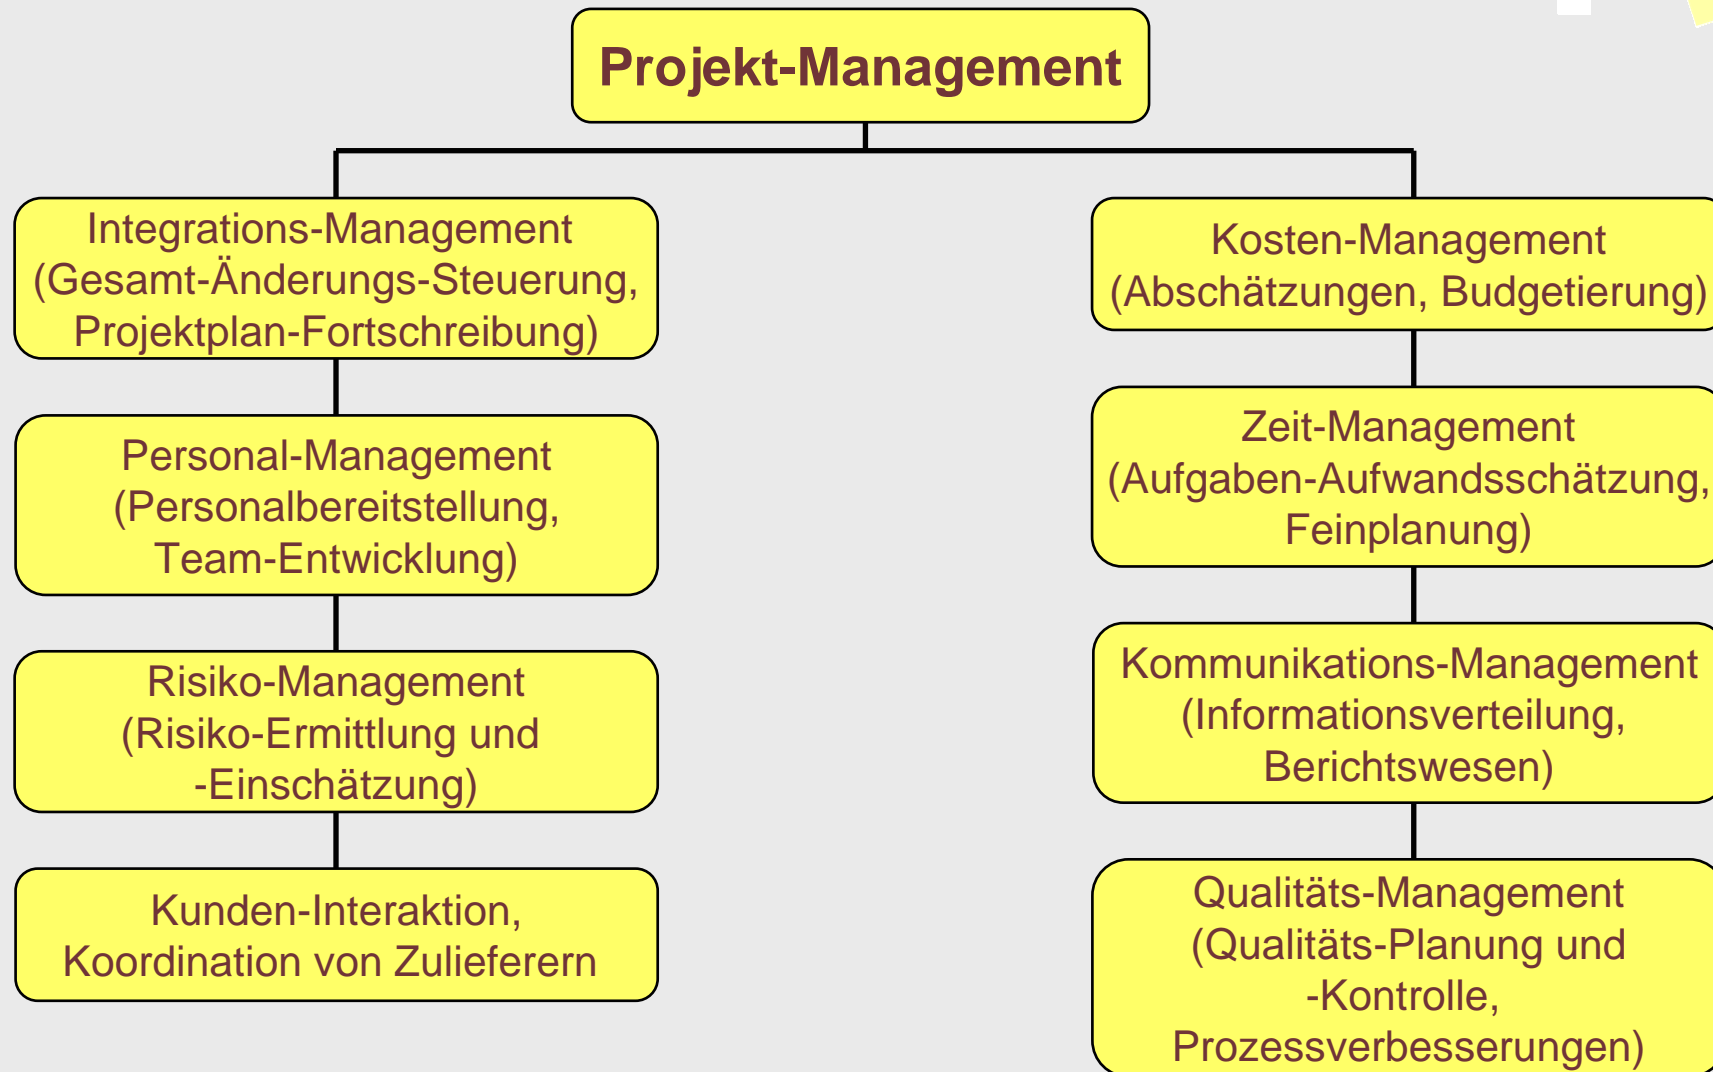 Projekt-Management
Integrations-Management
(Gesamt-Änderungs-Steuerung,
Projektplan-Fortschreibung)
Personal-Management
(Personalbereitstellung,
Team-Entwicklung)
Risiko-Management
(Risiko-Ermittlung und
-Einschätzung)
Kunden-Interaktion,
Koordination von Zulieferern
Kosten-Management
(Abschätzungen, Budgetierung)
Zeit-Management
(Aufgaben-Aufwandsschätzung,
Feinplanung)
Kommunikations-Management
(Informationsverteilung,
Berichtswesen)
Qualitäts-Management
(Qualitäts-Planung und
-Kontrolle,
Prozessverbesserungen)